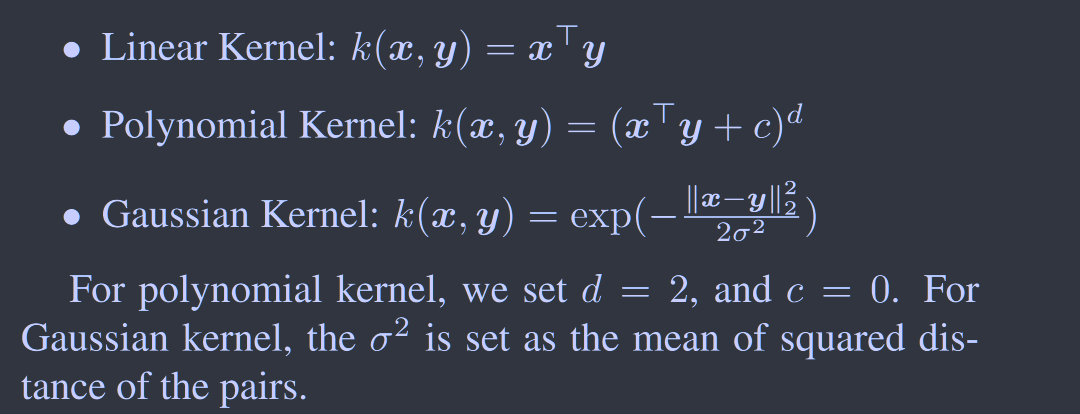 • Linear Kernel: k(x, y) = x⊤y
• Polynomial Kernel: k(x, y) = (x⊤y + c)^d
• Gaussian Kernel: k(x, y) = exp(−‖x−y‖₂²/2σ²)
For polynomial kernel, we set d = 2, and c = 0. For
Gaussian kernel, the σ² is set as the mean of squared dis-
tance of the pairs.